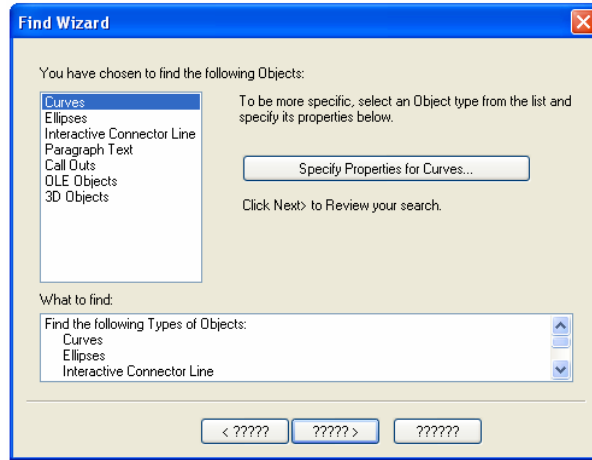 Find Wizard
You have chosen to find the following Objects:
Curves
Ellipses
Interactive Connector Line
Paragraph Text
Call Outs
OLE Objects
3D Objects
To be more specific, select an Object type from the list and
specify its properties below.
Specify Properties for Curves...
Click Next> to Review your search.
What to find:
Find the following Types of Objects:
Curves
Ellipses
Interactive Connector Line
< ????? ????? > ??????